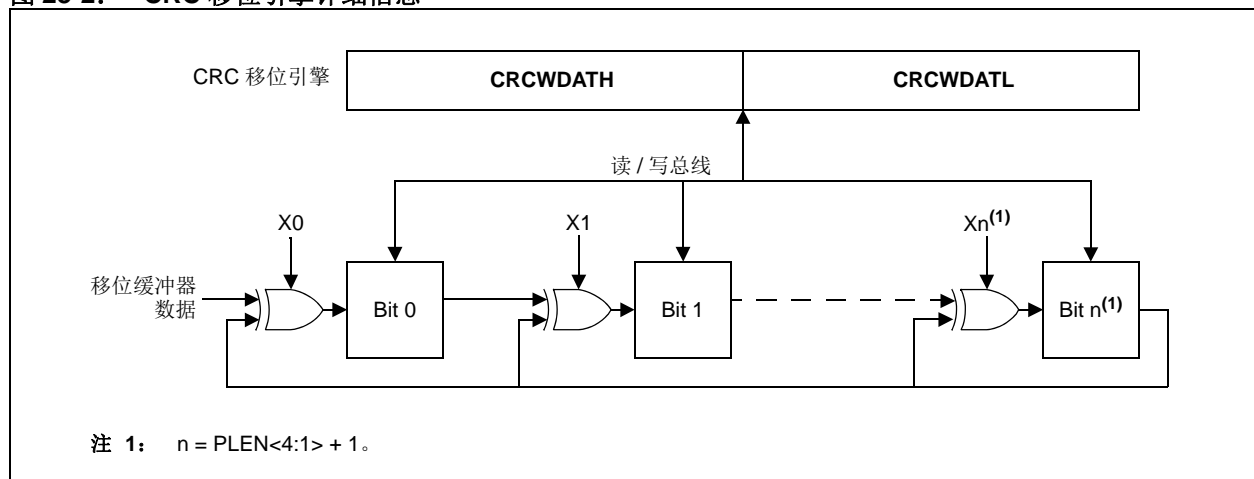 CRC 移位引擎
CRCWDATH
CRCWDATL
读 / 写总线
X0
X1
Xn(1)
移位缓冲器
数据
Bit 0
Bit 1
Bit n(1)
注 1: n = PLEN<4:1> + 1。